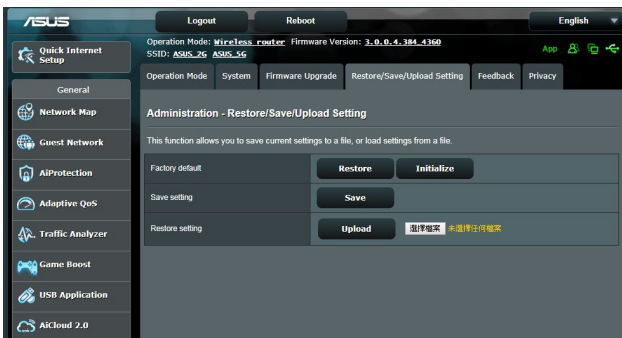 ASUS Logout Reboot English
Quick Internet Setup
Operation Mode: Wireless router Firmware Version: 3.0.0.4.384_4360
SSID: ASUS_2G ASUS_5G
App
Operation Mode System Firmware Upgrade Restore/Save/Upload Setting Feedback Privacy
General
Network Map
Guest Network
AiProtection
Adaptive QoS
Traffic Analyzer
Game Boost
USB Application
AiCloud 2.0
Administration - Restore/Save/Upload Setting
This function allows you to save current settings to a file, or load settings from a file.
Factory default Restore Initialize
Save setting Save
Restore setting Upload 選擇檔案 未選擇任何檔案